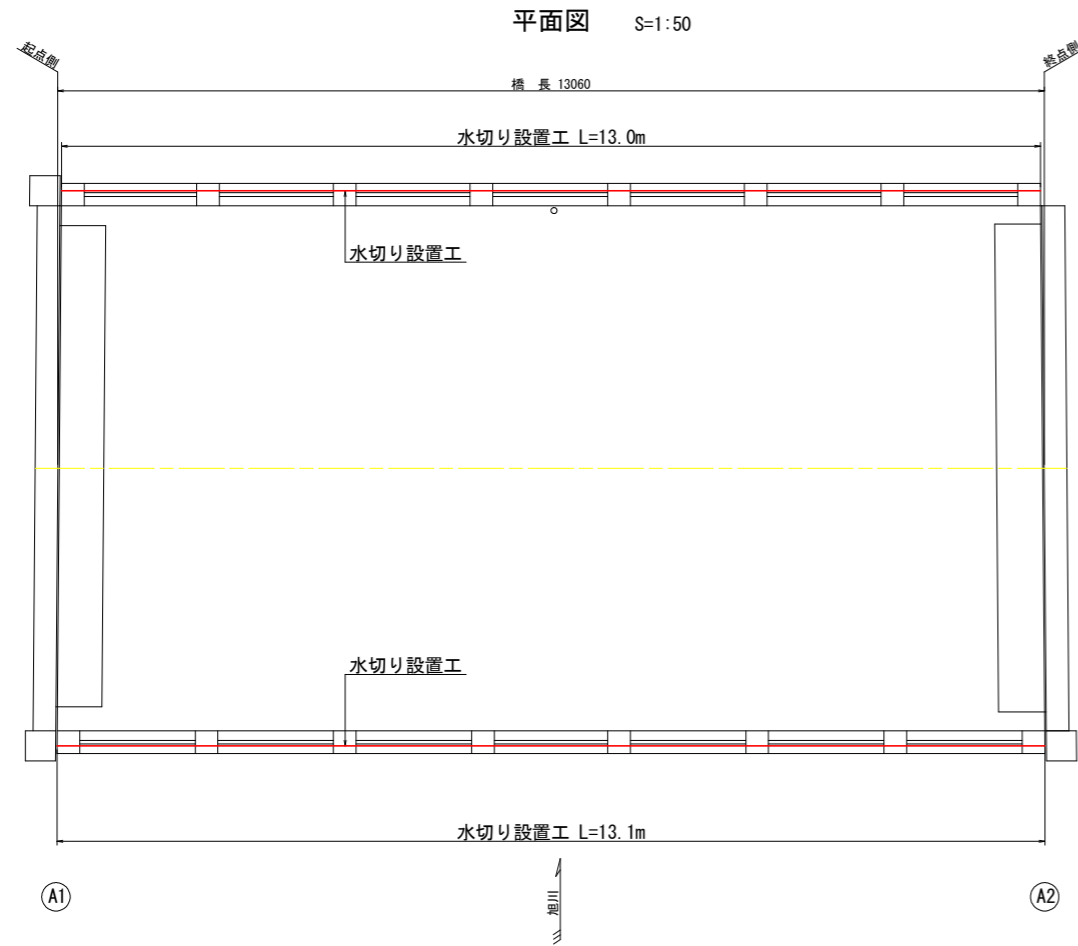 平面図 S=1:50
起点側
終点側
橋 長 13060
水切り設置工 L=13.0m
水切り設置工
水切り設置工
水切り設置工 L=13.1m
A1
旭川
A2